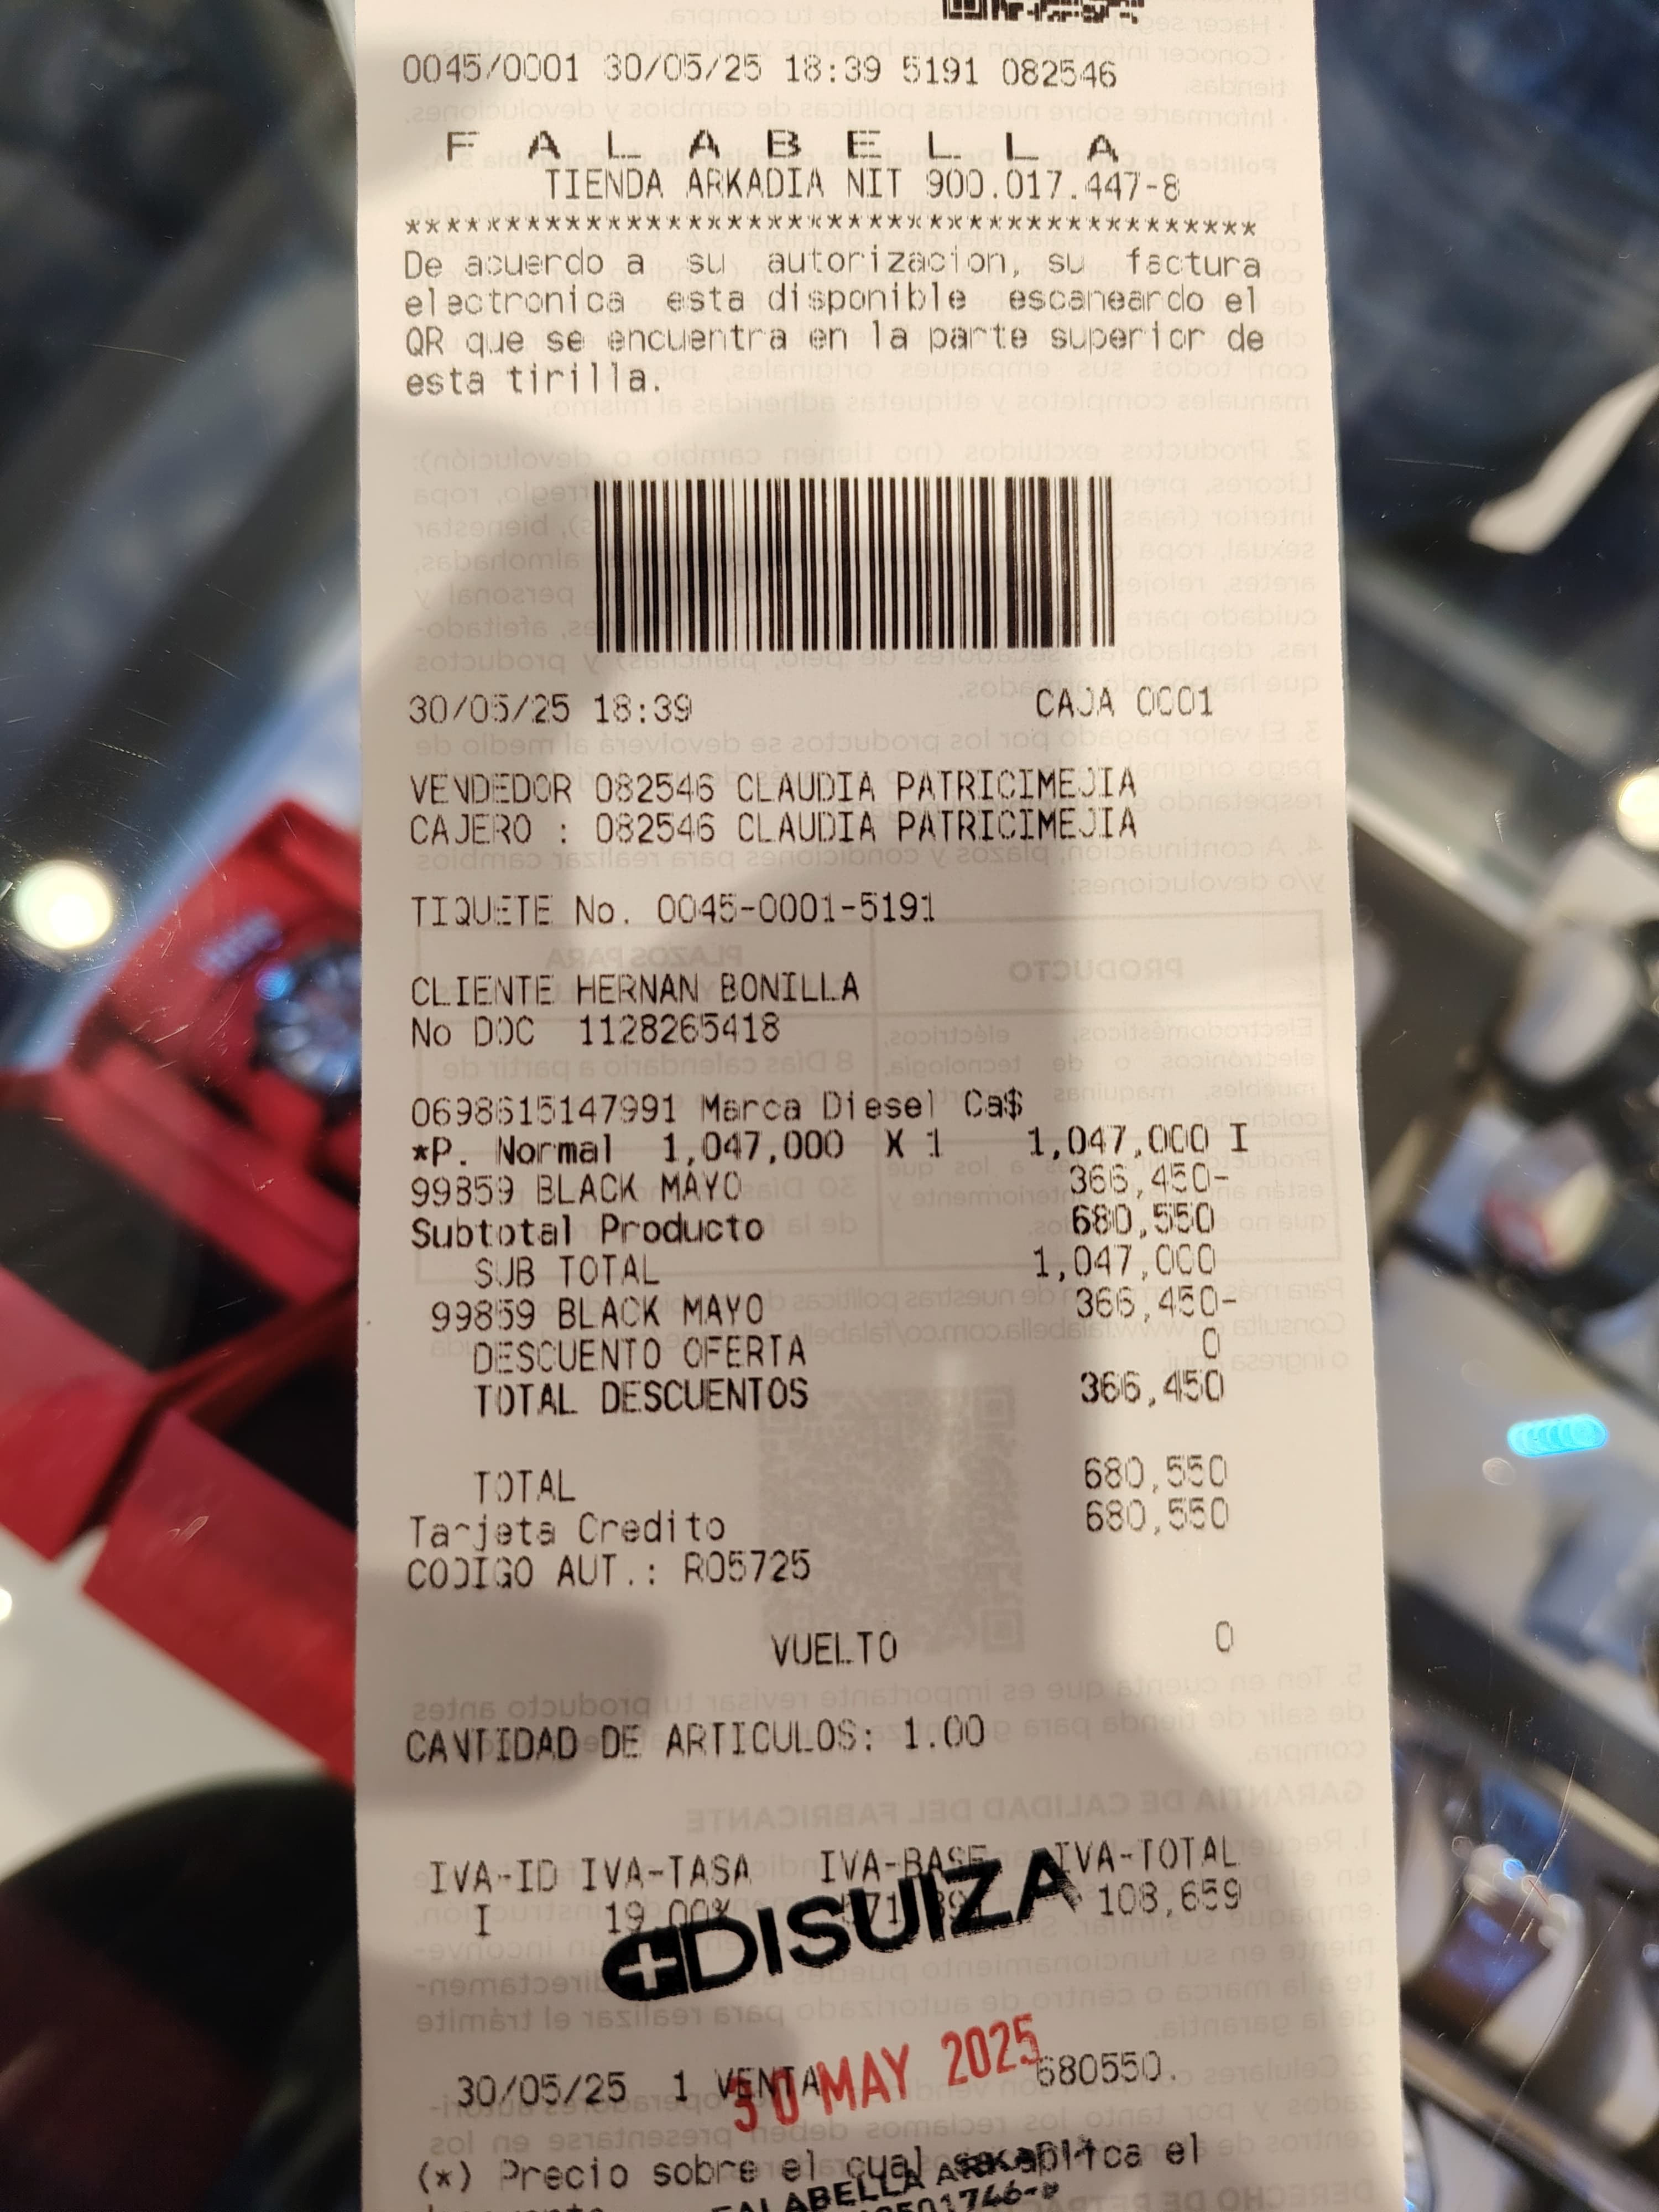 0045/0001 30/05/25 18:39 5191 082546
FALABELLA
TIENDA ARKADIA NIT 900.017.447-8
******************************************
De acuerdo a su autorizacion, su factura
electronica esta disponible escaneando el
QR que se encuentra en la parte superior de
esta tirilla.
30/05/25 18:39 CAJA 0001
VENDEDOR 082546 CLAUDIA PATRICIMEJIA
CAJERO : 082546 CLAUDIA PATRICIMEJIA
TIQUETE No. 0045-0001-5191
CLIENTE HERNAN BONILLA
No DOC 1128265418
0698615147991 Marca Diesel Ca$
*P. Normal 1,047,000 X 1 1,047,000 I
99859 BLACK MAYO 366,450-
Subtotal Producto 680,550
SUB TOTAL 1,047,000
99859 BLACK MAYO 366,450-
DESCUENTO OFERTA 0
TOTAL DESCUENTOS 366,450
TOTAL 680,550
Tarjeta Credito 680,550
CODIGO AUT.: R05725
VUELTO 0
CANTIDAD DE ARTICULOS: 1.00
IVA-ID IVA-TASA IVA-BASE IVA-TOTAL
I 19.00% 108,659
DISUIZA
30/05/25 1 VENTA 680550.
30 MAY 2025
(*) Precio sobre el cual se aplica el
FALABELLA ARKADIA